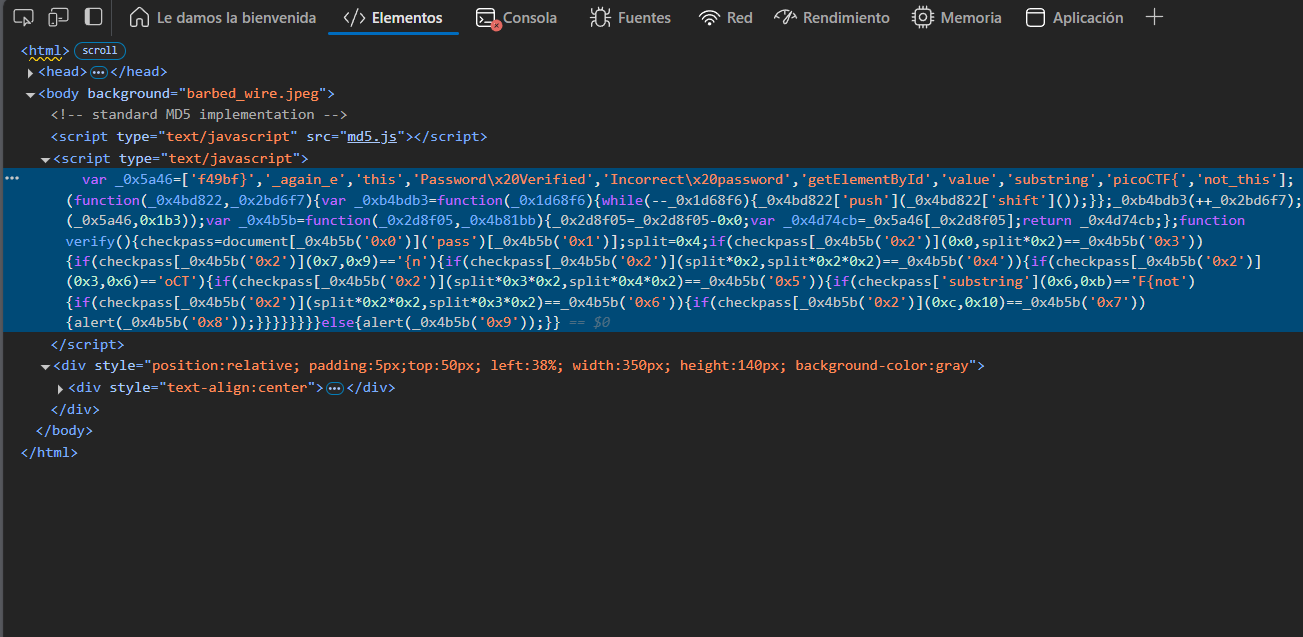 Le damos la bienvenida </> Elementos Consola Fuentes Red Rendimiento Memoria Aplicación +
<html> scroll
<head> ••• </head>
<body background="barbed_wire.jpeg">
<!-- standard MD5 implementation -->
<script type="text/javascript" src="md5.js"></script>
<script type="text/javascript">
••• var _0x5a46=['f49bf}','_again_e','this','Password\x20Verified','Incorrect\x20password','getElementById','value','substring','picoCTF{','not_this'];
(function(_0x4bd822,_0x2bd6f7){var _0xb4bdb3=function(_0x1d68f6){while(--_0x1d68f6){_0x4bd822['push'](_0x4bd822['shift']());}};_0xb4bdb3(++_0x2bd6f7);}
(_0x5a46,0x1b3));var _0x4b5b=function(_0x2d8f05,_0x4b81bb){_0x2d8f05=_0x2d8f05-0x0;var _0x4d74cb=_0x5a46[_0x2d8f05];return _0x4d74cb;};function
verify(){checkpass=document[_0x4b5b('0x0')]('pass')[_0x4b5b('0x1')];split=0x4;if(checkpass[_0x4b5b('0x2')](0x0,split*0x2)==_0x4b5b('0x3'))
{if(checkpass[_0x4b5b('0x2')](0x7,0x9)=='{n'){if(checkpass[_0x4b5b('0x2')](split*0x2,split*0x2*0x2)==_0x4b5b('0x4')){if(checkpass[_0x4b5b('0x2')]
(0x3,0x6)=='oCT'){if(checkpass[_0x4b5b('0x2')](split*0x3*0x2,split*0x4*0x2)==_0x4b5b('0x5')){if(checkpass['substring'](0x6,0xb)=='F{not')
{if(checkpass[_0x4b5b('0x2')](split*0x2*0x2,split*0x3*0x2)==_0x4b5b('0x6')){if(checkpass[_0x4b5b('0x2')](0xc,0x10)==_0x4b5b('0x7'))
{alert(_0x4b5b('0x8'));}}}}}}}}else{alert(_0x4b5b('0x9'));}} == $0
</script>
<div style="position:relative; padding:5px;top:50px; left:38%; width:350px; height:140px; background-color:gray">
<div style="text-align:center"> ••• </div>
</div>
</body>
</html>